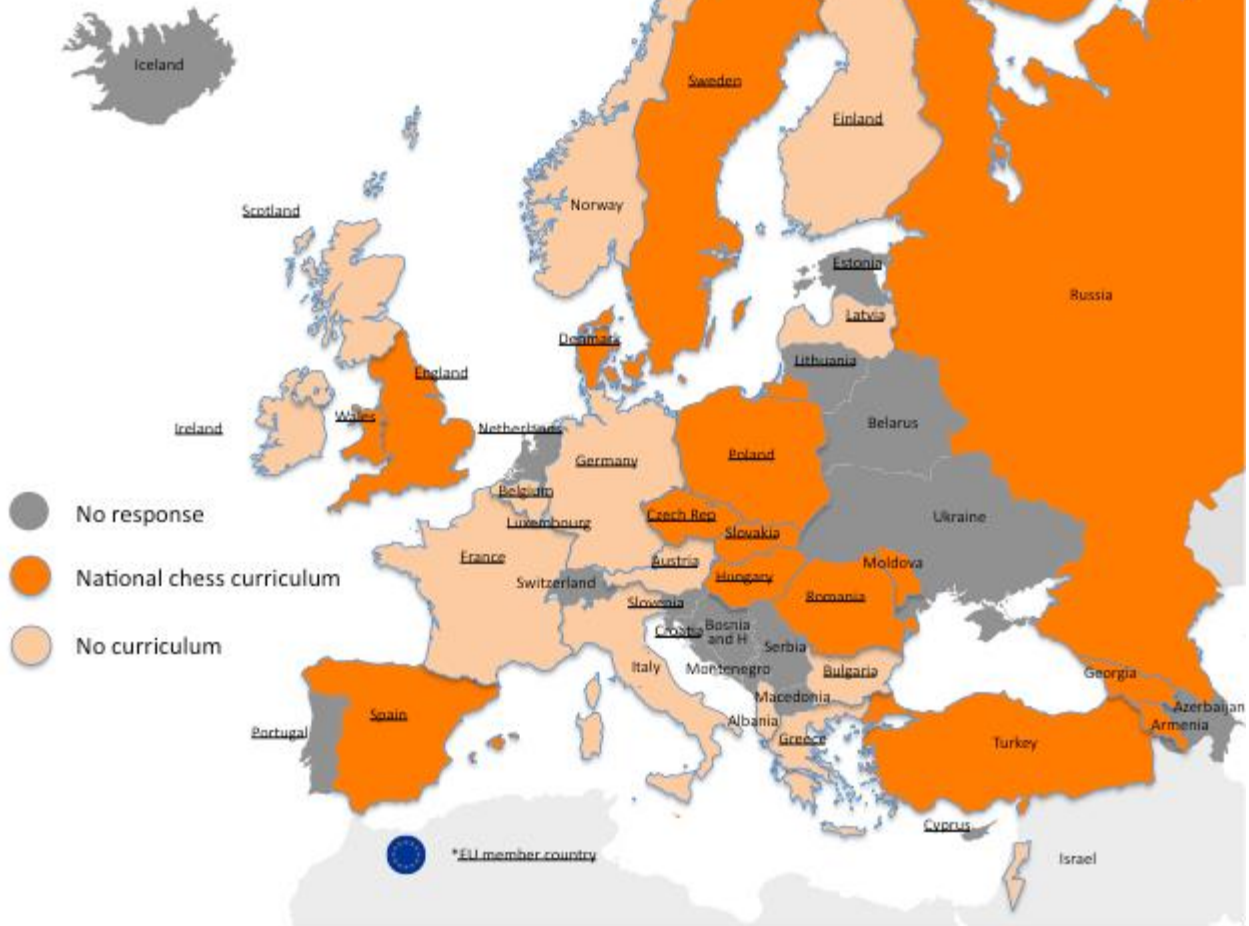 Iceland
Sweden
Finland
Scotland
Norway
Estonia
Russia
Latvia
Denmark
Lithuania
England
Wales
Ireland
Netherlands
Belarus
Germany
Poland
Belgium
No response
Czech Rep
Luxembourg
Ukraine
Slovakia
France
Austria
Moldova
National chess curriculum
Switzerland
Hungary
Romania
Slovenia
Bosnia
and H
Croatia
No curriculum
Serbia
Italy
Montenegro
Bulgaria
Georgia
Macedonia
Azerbaijan
Spain
Albania
Armenia
Portugal
Greece
Turkey
Cyprus
*EU member country
Israel